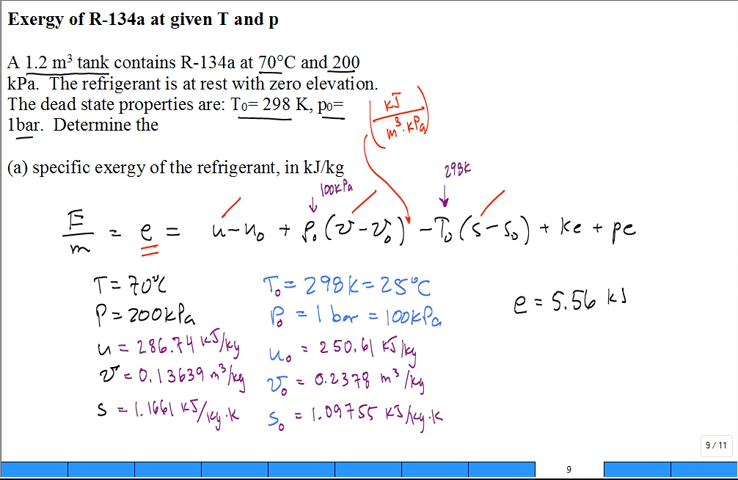 Exergy of R-134a at given T and p
A 1.2 m³ tank contains R-134a at 70°C and 200
kPa. The refrigerant is at rest with zero elevation.
The dead state properties are: T₀= 298 K, p₀=
1bar. Determine the
(kJ / m³·kPa)
(a) specific exergy of the refrigerant, in kJ/kg
100kPa
298K
E/m = e = u-u₀ + P₀(v-v₀) -T₀(s-s₀) + ke + pe
T = 70°C
P = 200kPa
u = 286.74 kJ/kg
v = 0.13639 m³/kg
s = 1.1661 kJ/kg·K
T₀ = 298K = 25°C
P₀ = 1 bar = 100kPa
u₀ = 250.61 kJ/kg
v₀ = 0.2378 m³/kg
s₀ = 1.09755 kJ/kg·K
e = 5.56 kJ
9 / 11
9